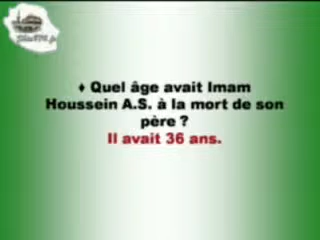 ♦ Quel âge avait Imam
Houssein A.S. à la mort de son
père ?
Il avait 36 ans.